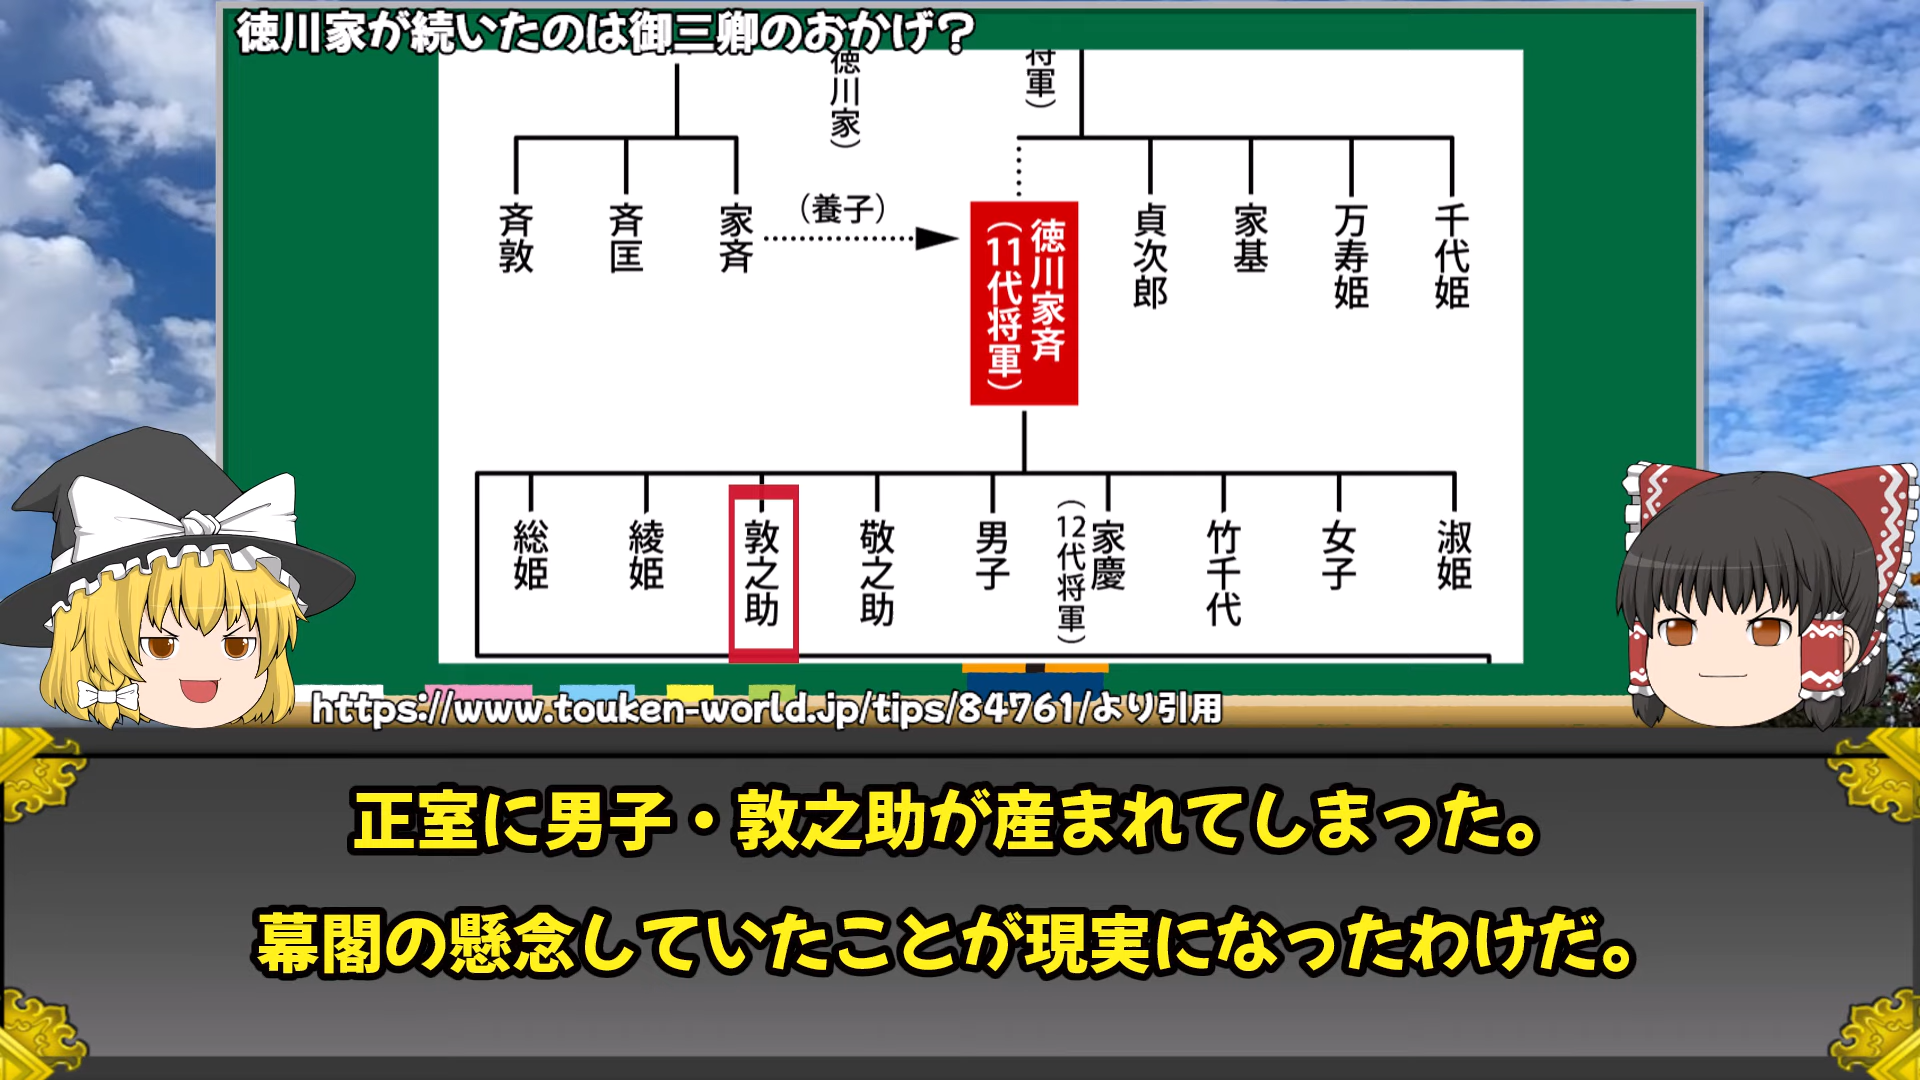 徳川家が続いたのは御三卿のおかげ？
徳川家）
将軍）
斉敦
斉匡
家斉
（養子）
徳川家斉
（11代将軍）
貞次郎
家基
万寿姫
千代姫
総姫
綾姫
敦之助
敬之助
男子
家慶
（12代将軍）
竹千代
女子
淑姫
https://www.touken-world.jp/tips/84761/より引用
正室に男子・敦之助が産まれてしまった。
幕閣の懸念していたことが現実になったわけだ。